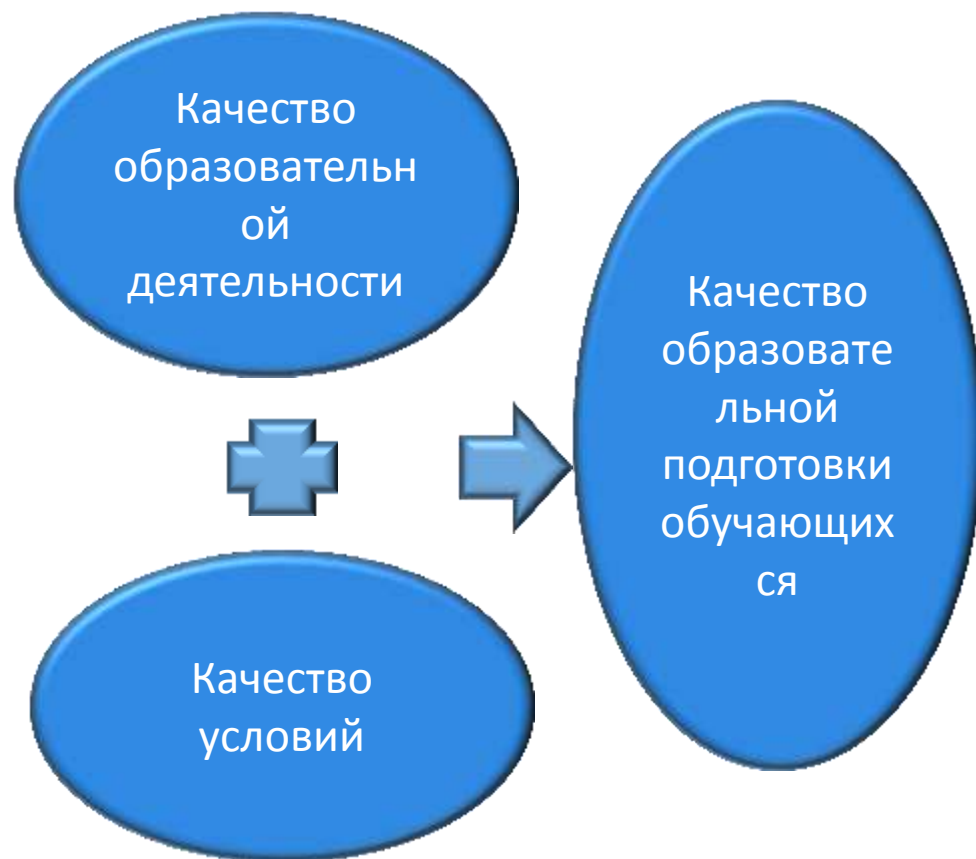 Качество
образовательн
ой
деятельности
Качество
условий
Качество
образовате
льной
подготовки
обучающих
ся